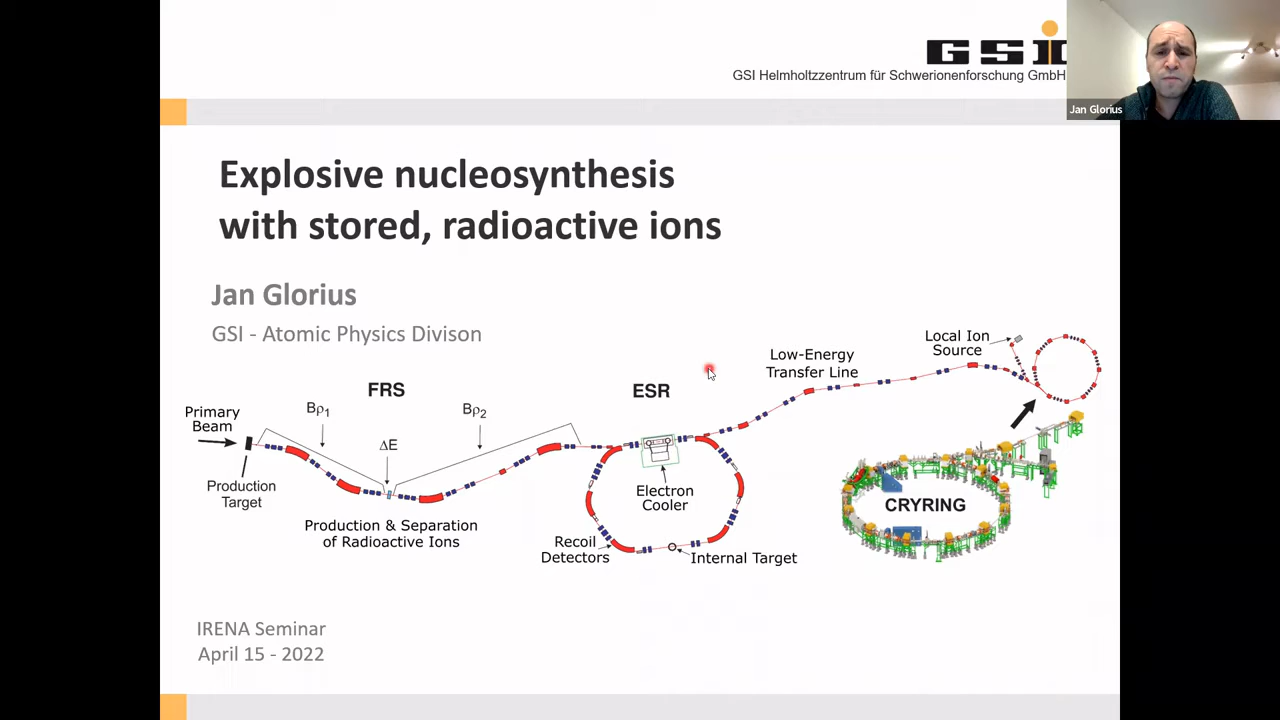 GSI
GSI Helmholtzzentrum für Schwerionenforschung GmbH
Jan Glorius
Explosive nucleosynthesis
with stored, radioactive ions
Jan Glorius
GSI - Atomic Physics Divison
FRS
ESR
Low-Energy
Transfer Line
Local Ion
Source
Primary
Beam
Bρ1
Bρ2
ΔE
Production
Target
Production & Separation
of Radioactive Ions
Electron
Cooler
Recoil
Detectors
Internal Target
CRYRING
IRENA Seminar
April 15 - 2022